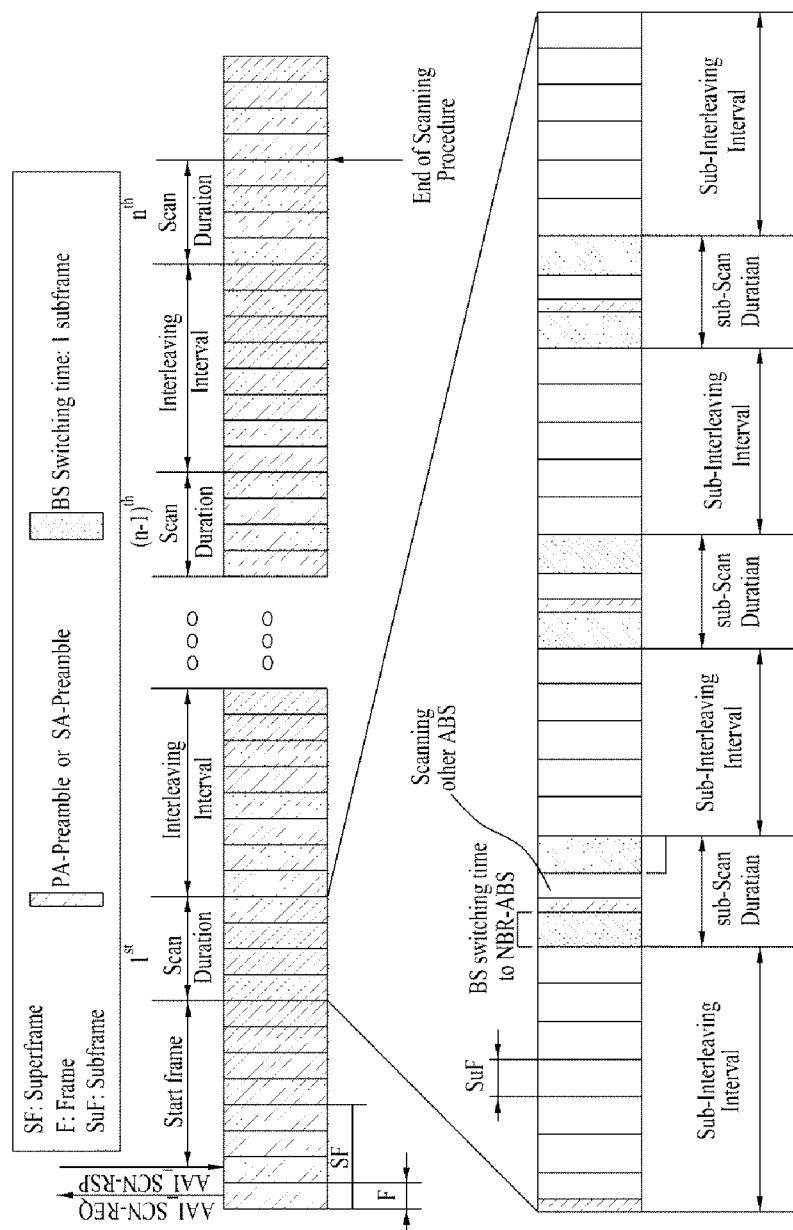 SF: Superframe
F: Frame
SuF: Subframe
PA-Preamble or SA-Preamble
BS Switching time: 1 subframe
AAI_SCN-REQ
AAI_SCN-RSP
Start frame
1st
Scan
Duration
Interleaving
Interval
(n-1)th
Scan
Duration
Interleaving
Interval
nth
Scan
Duration
F
SF
End of Scanning
Procedure
SuF
BS switching time
to NBR-ABS
Scanning
other ABS
Sub-Interleaving
Interval
sub-Scan
Duratian
Sub-Interleaving
Interval
sub-Scan
Duratian
Sub-Interleaving
Interval
sub-Scan
Duratian
Sub-Interleaving
Interval